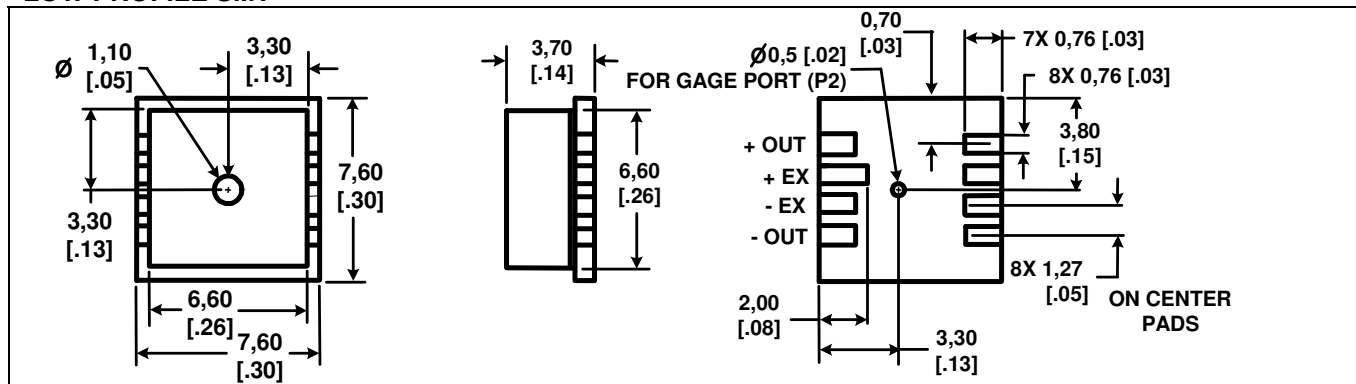 Ø 1,10
[.05]
3,30
[.13]
3,30
[.13]
7,60
[.30]
6,60
[.26]
7,60
[.30]
3,70
[.14]
6,60
[.26]
Ø0,5 [.02]
FOR GAGE PORT (P2)
0,70
[.03]
7X 0,76 [.03]
8X 0,76 [.03]
3,80
[.15]
+ OUT
+ EX
- EX
- OUT
8X 1,27
[.05]
ON CENTER
PADS
2,00
[.08]
3,30
[.13]